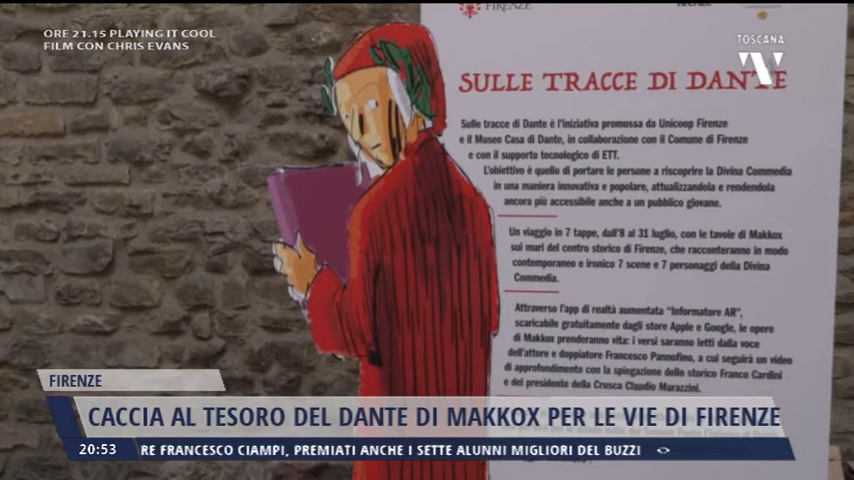 ORE 21.15 PLAYING IT COOL
FILM CON CHRIS EVANS
FIRENZE
TOSCANA
TV
SULLE TRACCE DI DANTE
Sulle tracce di Dante è l'iniziativa promossa da Unicoop Firenze
e il Museo Casa di Dante, in collaborazione con il Comune di Firenze
e con il supporto tecnologico di ETT.
L'obiettivo è quello di portare le persone a riscoprire la Divina Commedia
in una maniera innovativa e popolare, attualizzandola e rendendola
ancora più accessibile anche a un pubblico giovane.
Un viaggio in 7 tappe, dall'8 al 31 luglio, con le tavole di Makkox
sui muri del centro storico di Firenze, che racconteranno in modo
contemporaneo e ironico 7 scene e 7 personaggi della Divina
Commedia.
Attraverso l'app di realtà aumentata "Informatore AR",
scaricabile gratuitamente dagli store Apple e Google, le opere
di Makkox prenderanno vita: i versi saranno letti dalla voce
dell'attore e doppiatore Francesco Pannofino, a cui seguirà un video
di approfondimento con la spiegazione dello storico Franco Cardini
e del presidente della Crusca Claudio Marazzini.
FIRENZE
CACCIA AL TESORO DEL DANTE DI MAKKOX PER LE VIE DI FIRENZE
20:53 RE FRANCESCO CIAMPI, PREMIATI ANCHE I SETTE ALUNNI MIGLIORI DEL BUZZI